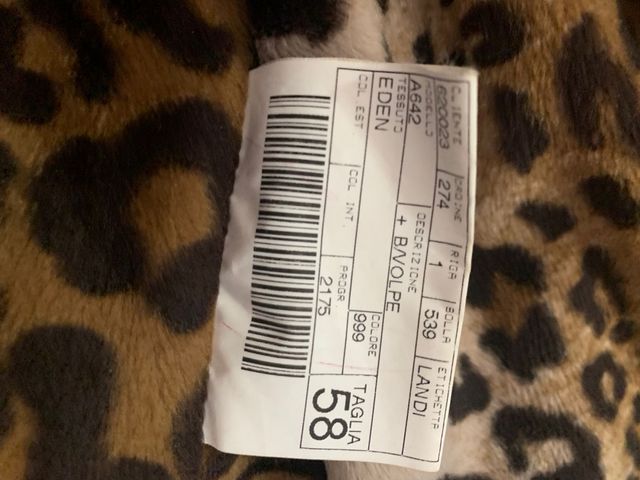 CLIENTE ORDINE RIGA BOLLA ETICHETTA
620023 274 1 539 LANDI
MODELLO DESCRIZIONE
A642 + B/VOLPE
TESSUTO COLORE
EDEN 999
COL EST. COL INT. PROGR. TAGLIA
2175 58